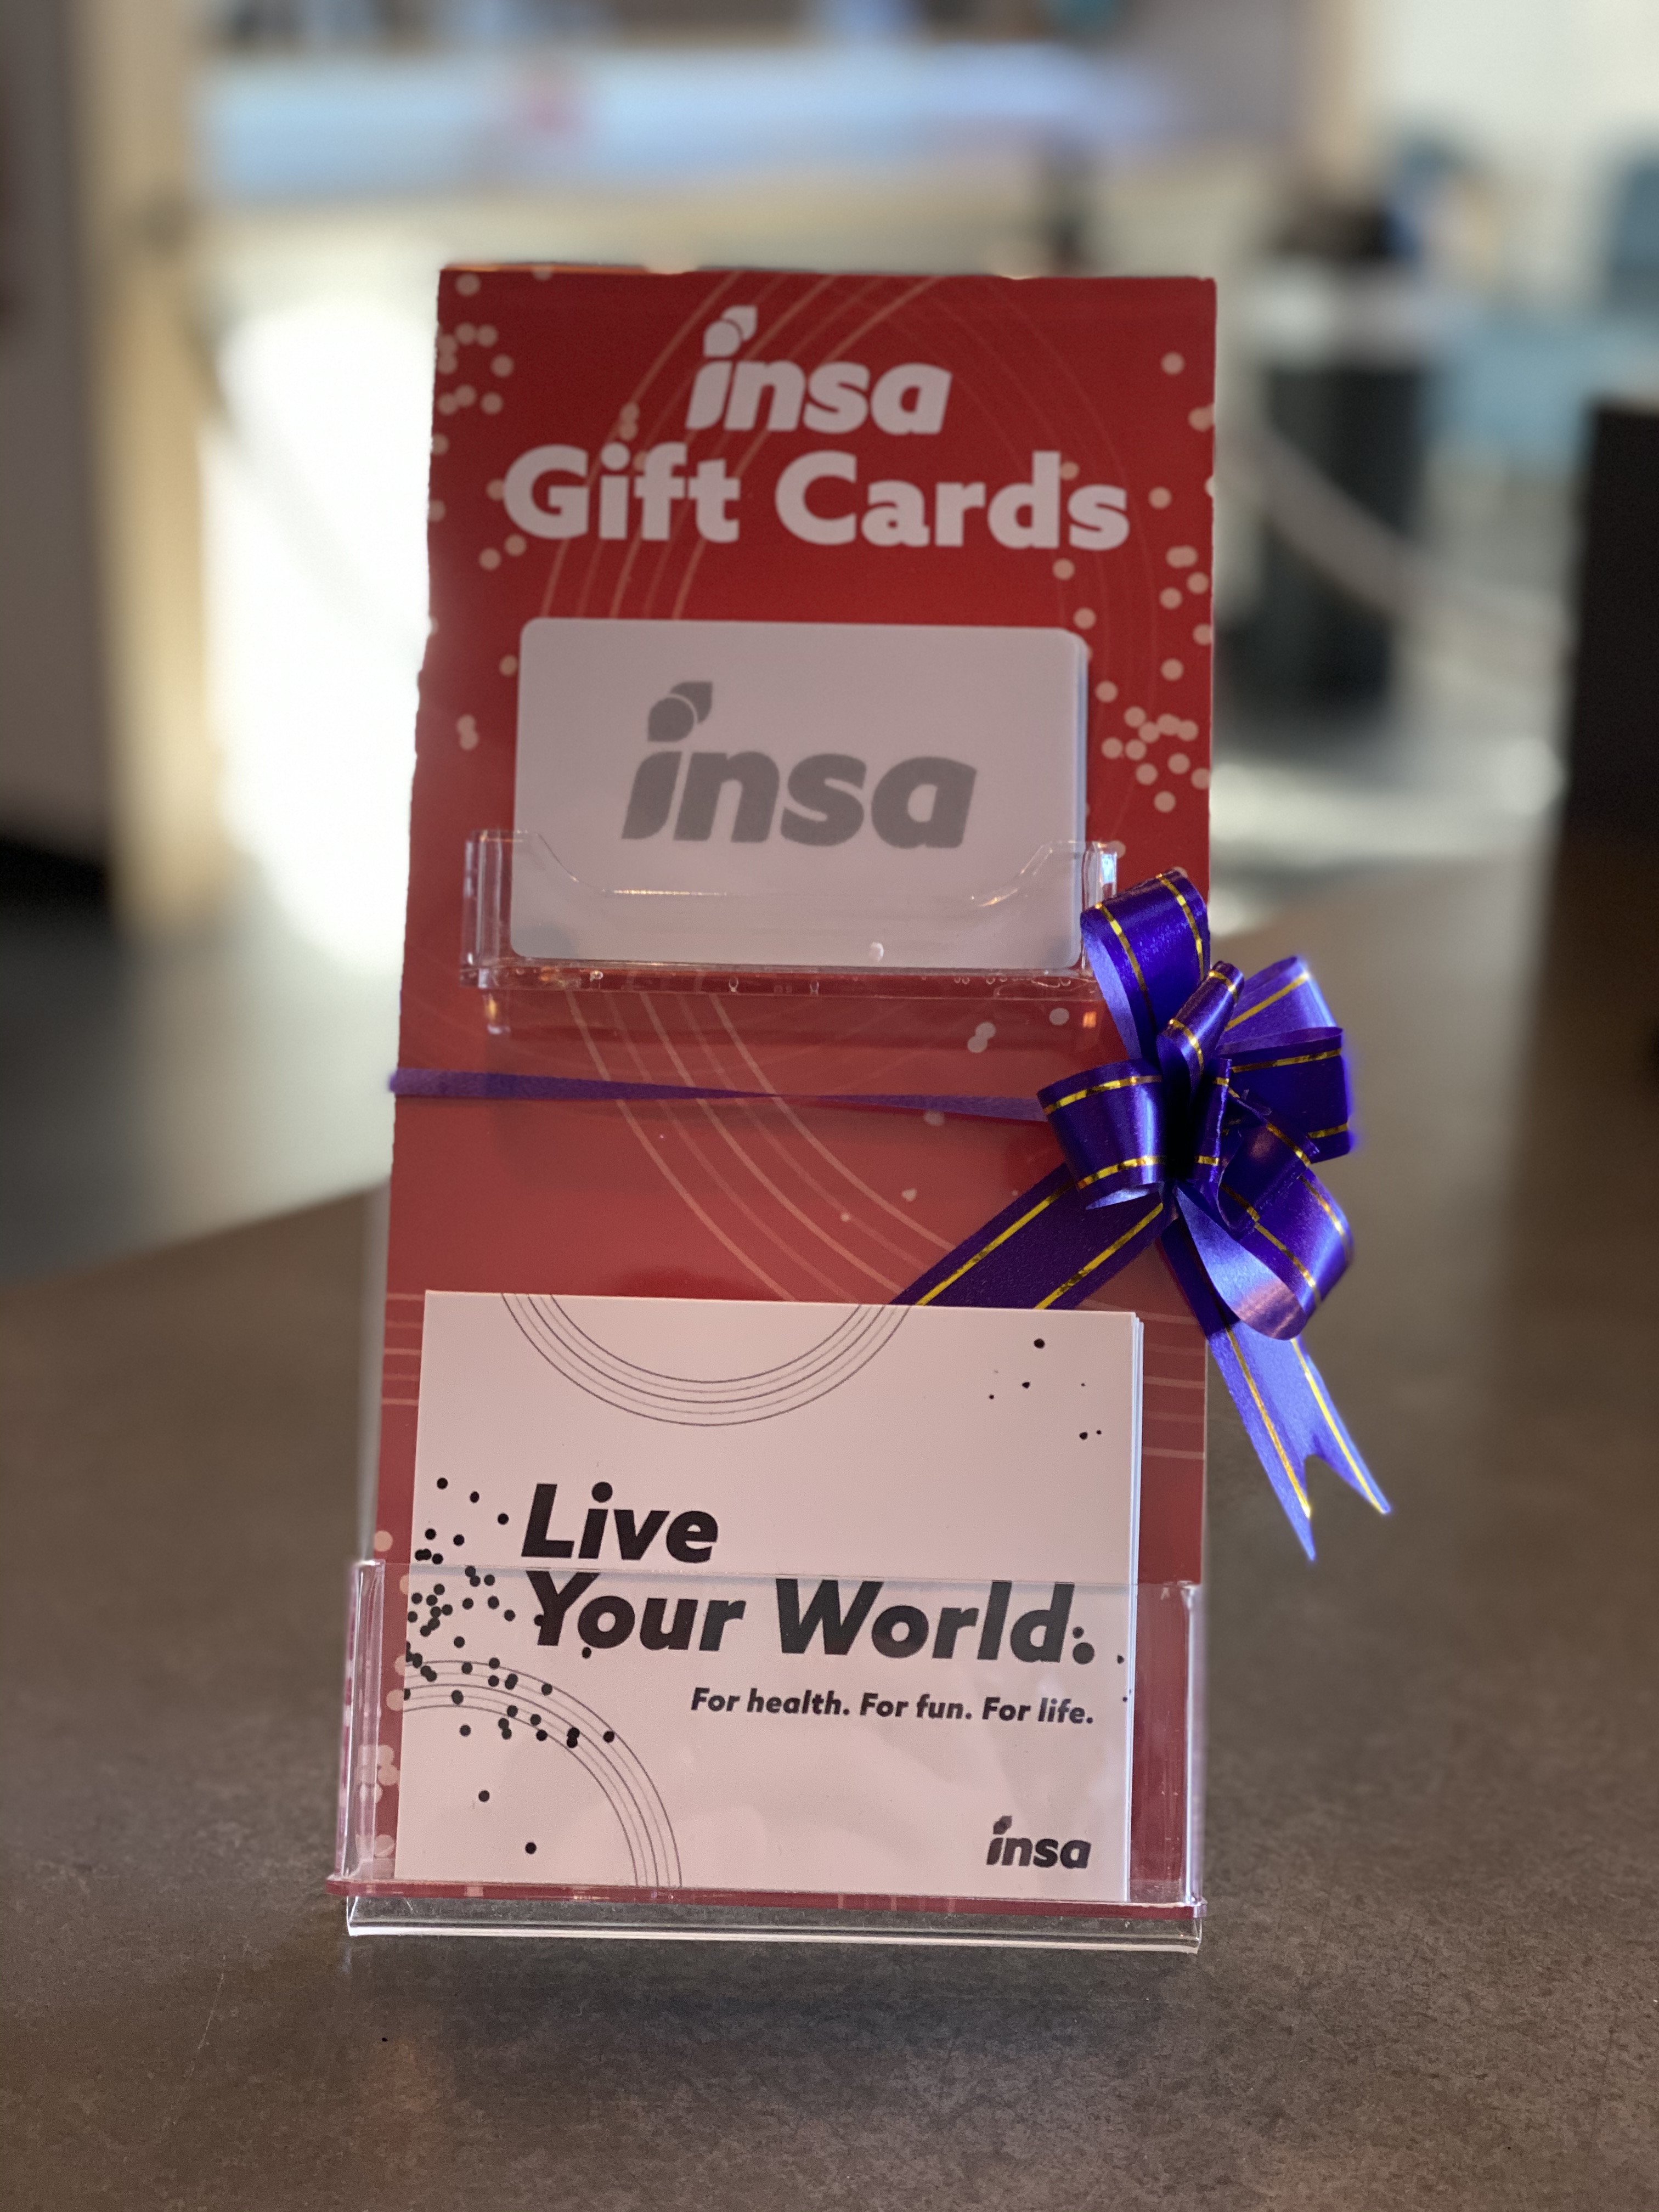 insa
Gift Cards
insa
Live
Your World.
For health. For fun. For life.
insa